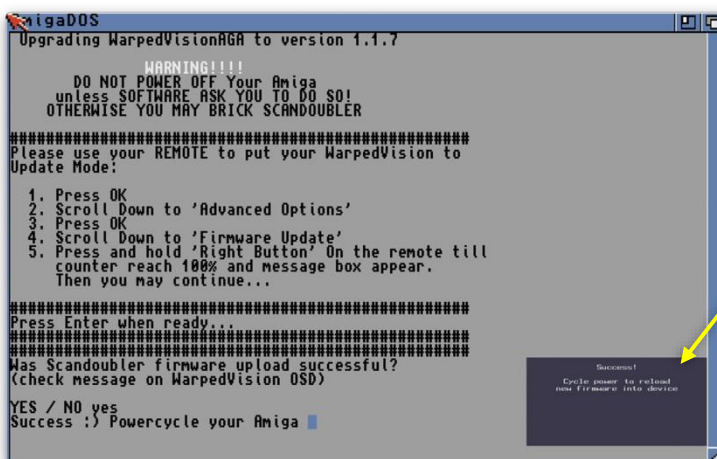 AmigaDOS
Upgrading WarpedVisionAGA to version 1.1.7
WARNING!!!!
DO NOT POWER OFF Your Amiga
unless SOFTWARE ASK YOU TO DO SO!
OTHERWISE YOU MAY BRICK SCANDOUBLER
###################################################
Please use your REMOTE to put your WarpedVision to
Update Mode:
1. Press OK
2. Scroll Down to 'Advanced Options'
3. Press OK
4. Scroll Down to 'Firmware Update'
5. Press and hold 'Right Button' On the remote till
counter reach 100% and message box appear.
Then you may continue...
###################################################
Press Enter when ready...
###################################################
###################################################
Was Scandoubler firmware upload successful?
(check message on WarpedVision OSD)
YES / NO yes
Success :) Powercycle your Amiga
Success!
Cycle power to reload
new firmware into device